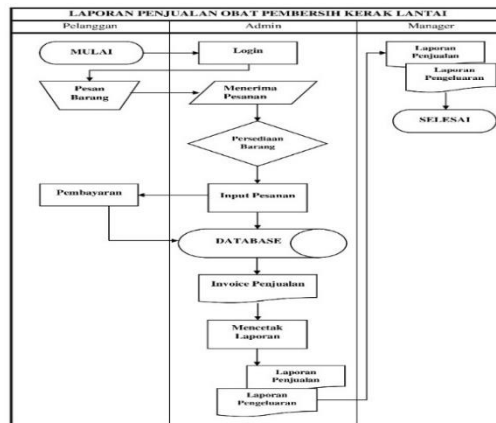 LAPORAN PENJUALAN OBAT PEMBERSIH KERAK LANTAI
Pelanggan
Admin
Manager
MULAI
Login
Laporan
Penjualan
Laporan
Pengeluaran
Pesan
Barang
Menerima
Pesanan
SELESAI
Persediaan
Barang
Pembayaran
Input Pesanan
DATABASE
Invoice Penjualan
Mencetak
Laporan
Laporan
Penjualan
Laporan
Pengeluaran